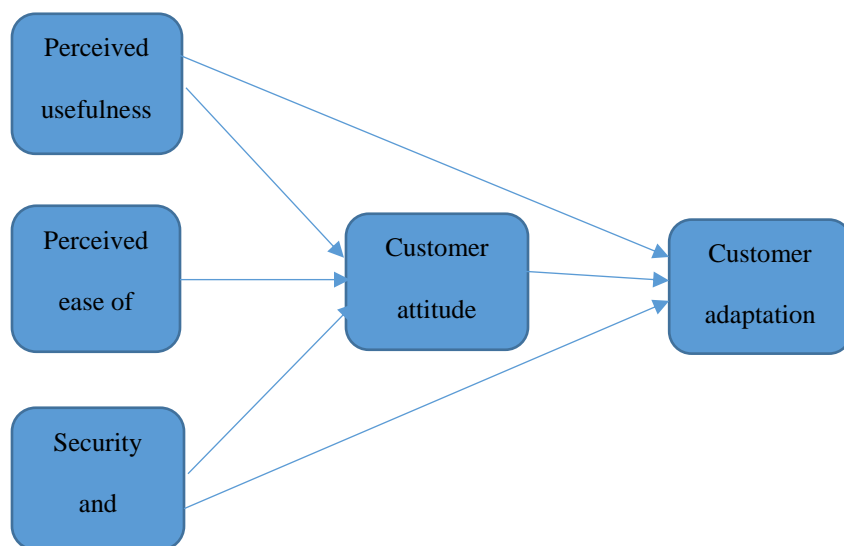 Perceived
usefulness
Perceived
ease of
Customer
attitude
Customer
adaptation
Security
and